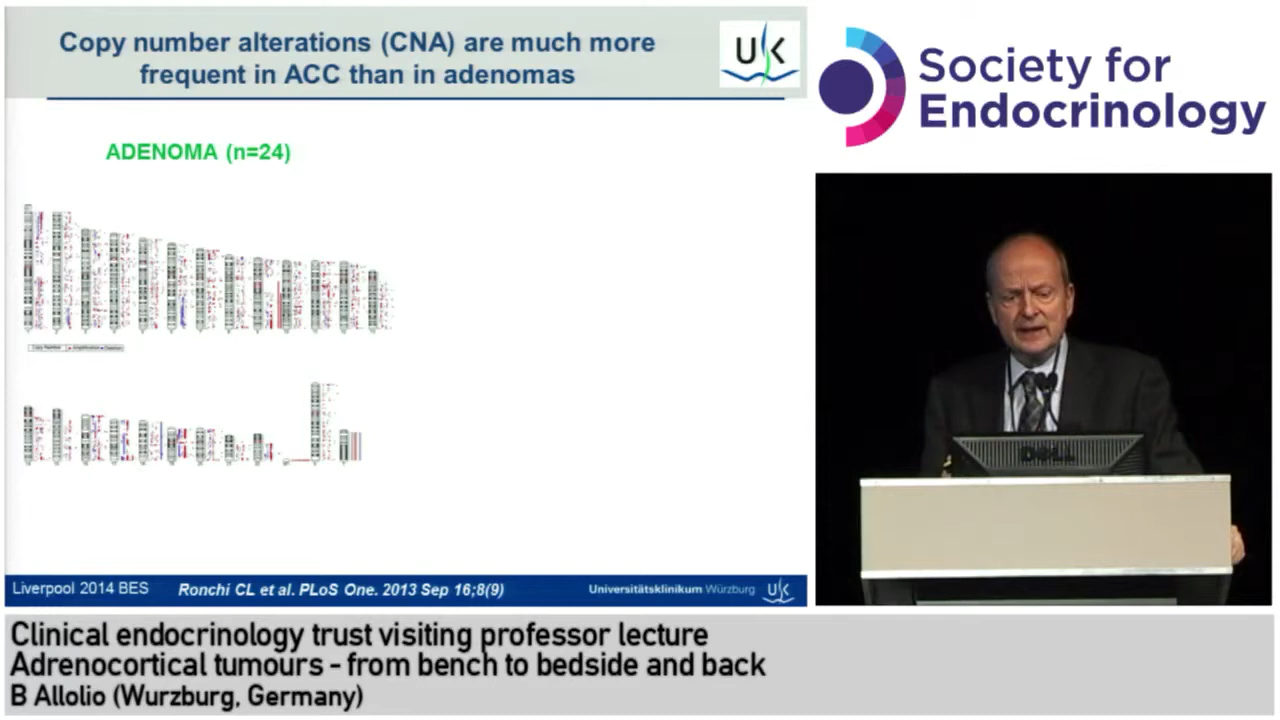 Copy number alterations (CNA) are much more
frequent in ACC than in adenomas
UK
ADENOMA (n=24)
Liverpool 2014 BES
Ronchi CL et al. PLoS One. 2013 Sep 16;8(9)
Universitätsklinikum Würzburg
UK
Society for
Endocrinology
DELL
Clinical endocrinology trust visiting professor lecture
Adrenocortical tumours - from bench to bedside and back
B Allolio (Wurzburg, Germany)